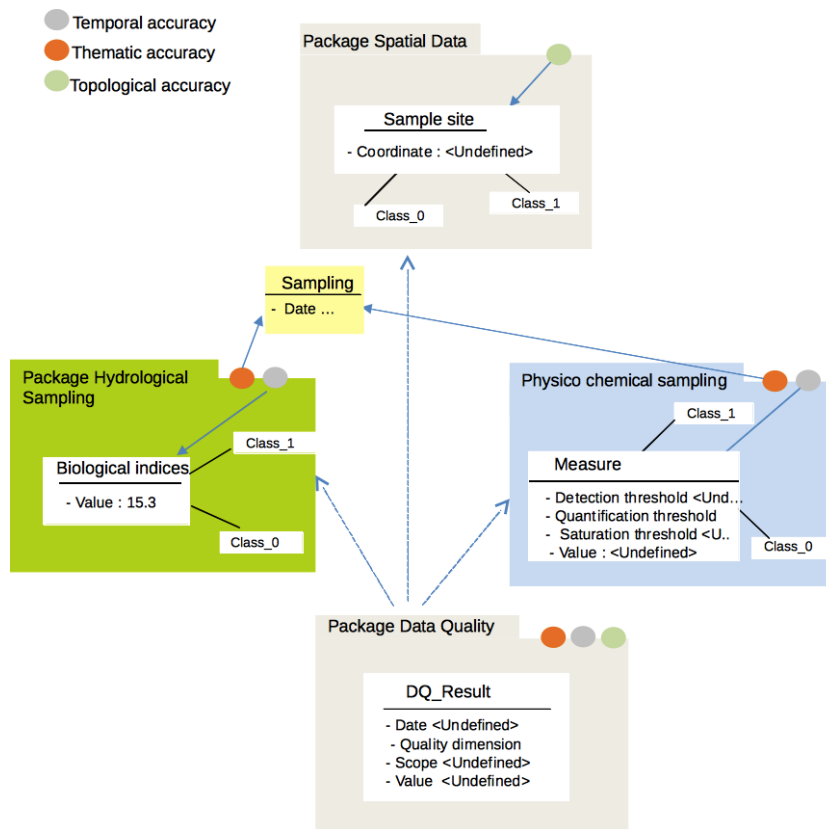 Temporal accuracy
Thematic accuracy
Topological accuracy
Package Spatial Data
Sample site
- Coordinate : <Undefined>
Class_0
Class_1
Sampling
- Date ...
Package Hydrological
Sampling
Class_1
Biological indices
- Value : 15.3
Class_0
Physico chemical sampling
Class_1
Measure
- Detection threshold <Und...
- Quantification threshold
- Saturation threshold <U..
- Value : <Undefined>
Class_0
Package Data Quality
DQ_Result
- Date <Undefined>
- Quality dimension
- Scope <Undefined>
- Value <Undefined>